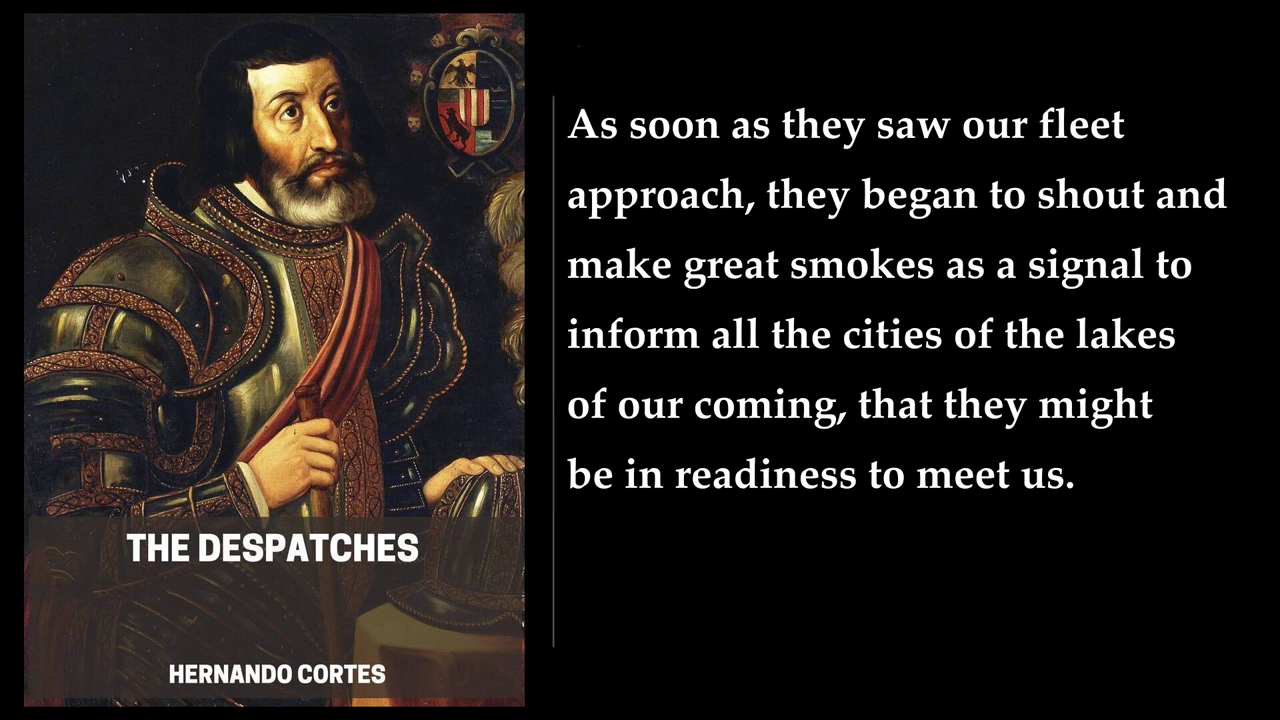 THE DESPATCHES
HERNANDO CORTES
As soon as they saw our fleet
approach, they began to shout and
make great smokes as a signal to
inform all the cities of the lakes
of our coming, that they might
be in readiness to meet us.